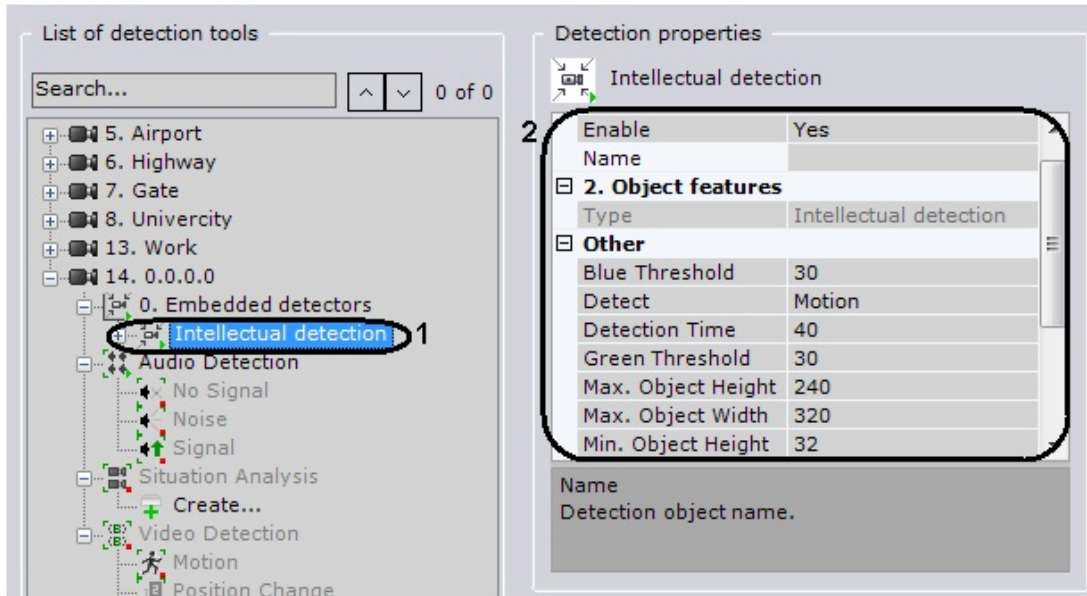 List of detection tools
Search...
0 of 0
5. Airport
6. Highway
7. Gate
8. Univercity
13. Work
14. 0.0.0.0
0. Embedded detectors
Intellectual detection
1
Audio Detection
No Signal
Noise
Signal
Situation Analysis
Create...
Video Detection
Motion
Position Change
Detection properties
Intellectual detection
2
Enable Yes
Name
2. Object features
Type Intellectual detection
Other
Blue Threshold 30
Detect Motion
Detection Time 40
Green Threshold 30
Max. Object Height 240
Max. Object Width 320
Min. Object Height 32
Name
Detection object name.